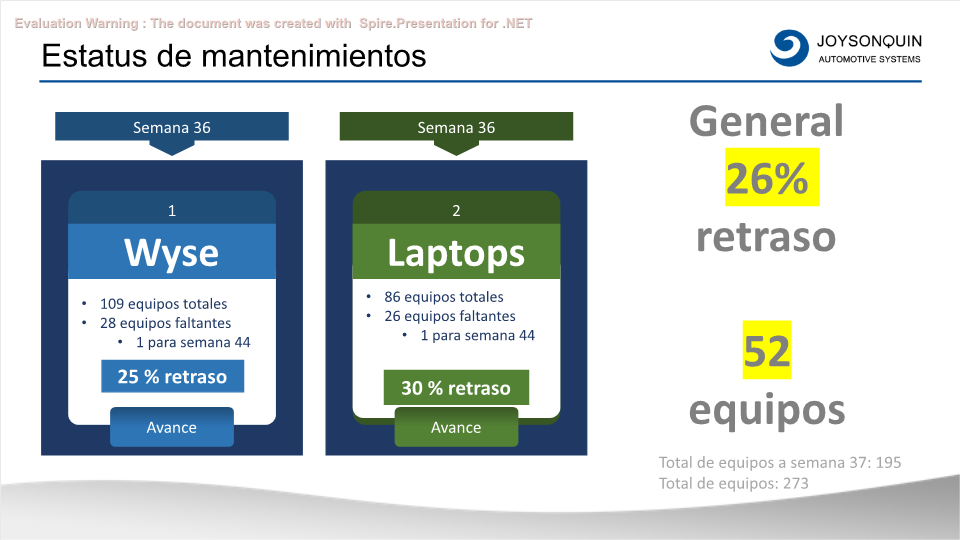 Evaluation Warning : The document was created with Spire.Presentation for .NET
Estatus de mantenimientos
JOYSONQUIN
AUTOMOTIVE SYSTEMS
Semana 36
1
Wyse
• 109 equipos totales
• 28 equipos faltantes
• 1 para semana 44
25 % retraso
Avance
Semana 36
2
Laptops
• 86 equipos totales
• 26 equipos faltantes
• 1 para semana 44
30 % retraso
Avance
General
26%
retraso
52
equipos
Total de equipos a semana 37: 195
Total de equipos: 273